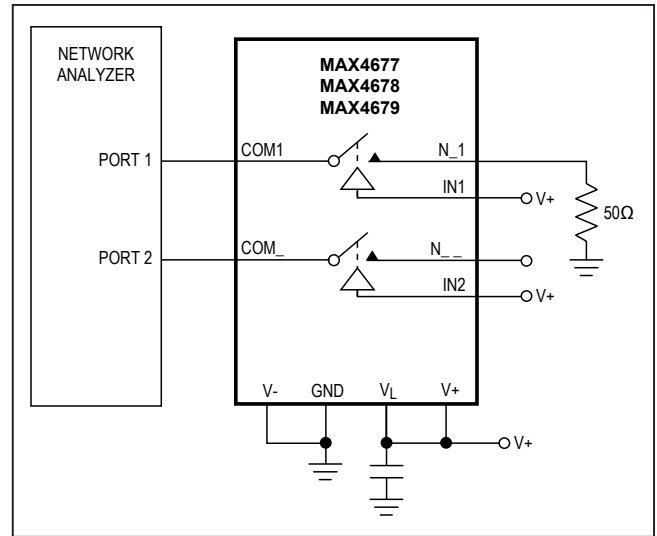 NETWORK
ANALYZER
MAX4677
MAX4678
MAX4679
PORT 1
COM1
N_1
IN1
V+
50Ω
PORT 2
COM_
N_ _
IN2
V+
V-
GND
VL
V+
V+